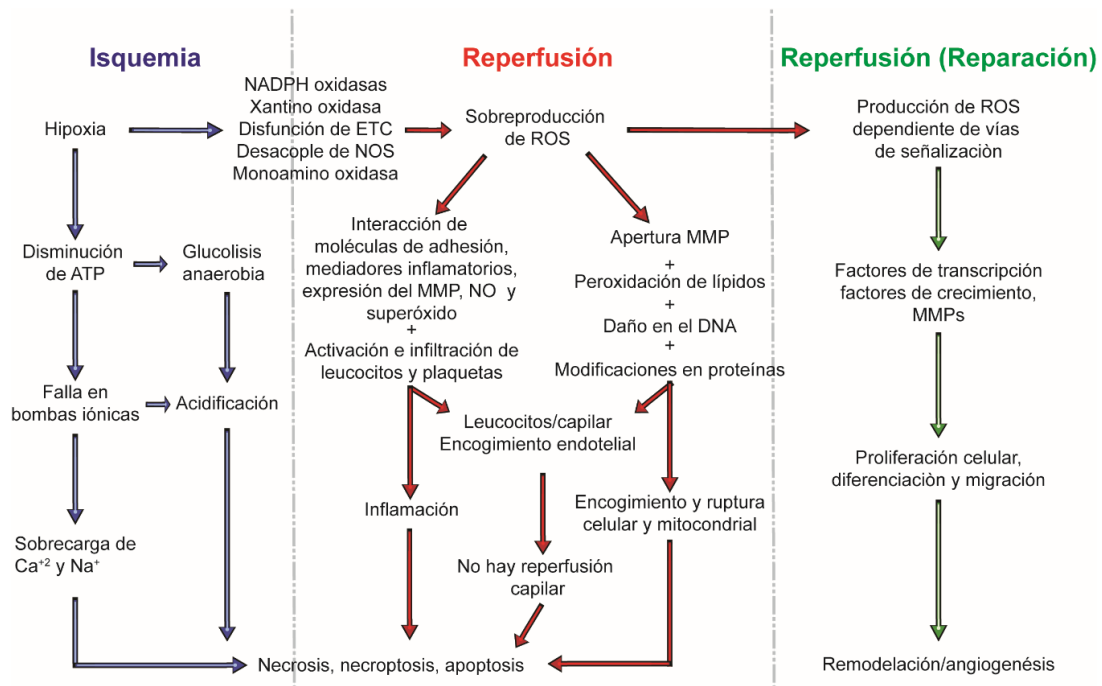 Isquemia
Hipoxia
Disminución
de ATP
Glucolisis
anaerobia
Falla en
bombas iónicas
Acidificación
Sobrecarga de
Ca+2 y Na+
Reperfusión
NADPH oxidasas
Xantino oxidasa
Disfunción de ETC
Desacople de NOS
Monoamino oxidasa
Sobreproducción
de ROS
Interacción de
moléculas de adhesión,
mediadores inflamatorios,
expresión del MMP, NO y
superóxido
+
Activación e infiltración de
leucocitos y plaquetas
Apertura MMP
+
Peroxidación de lípidos
+
Daño en el DNA
+
Modificaciones en proteínas
Leucocitos/capilar
Encogimiento endotelial
Inflamación
Encogimiento y ruptura
celular y mitocondrial
No hay reperfusión
capilar
Necrosis, necroptosis, apoptosis
Reperfusión (Reparación)
Producción de ROS
dependiente de vías
de señalizaciòn
Factores de transcripción
factores de crecimiento,
MMPs
Proliferación celular,
diferenciaciòn y migración
Remodelación/angiogenésis